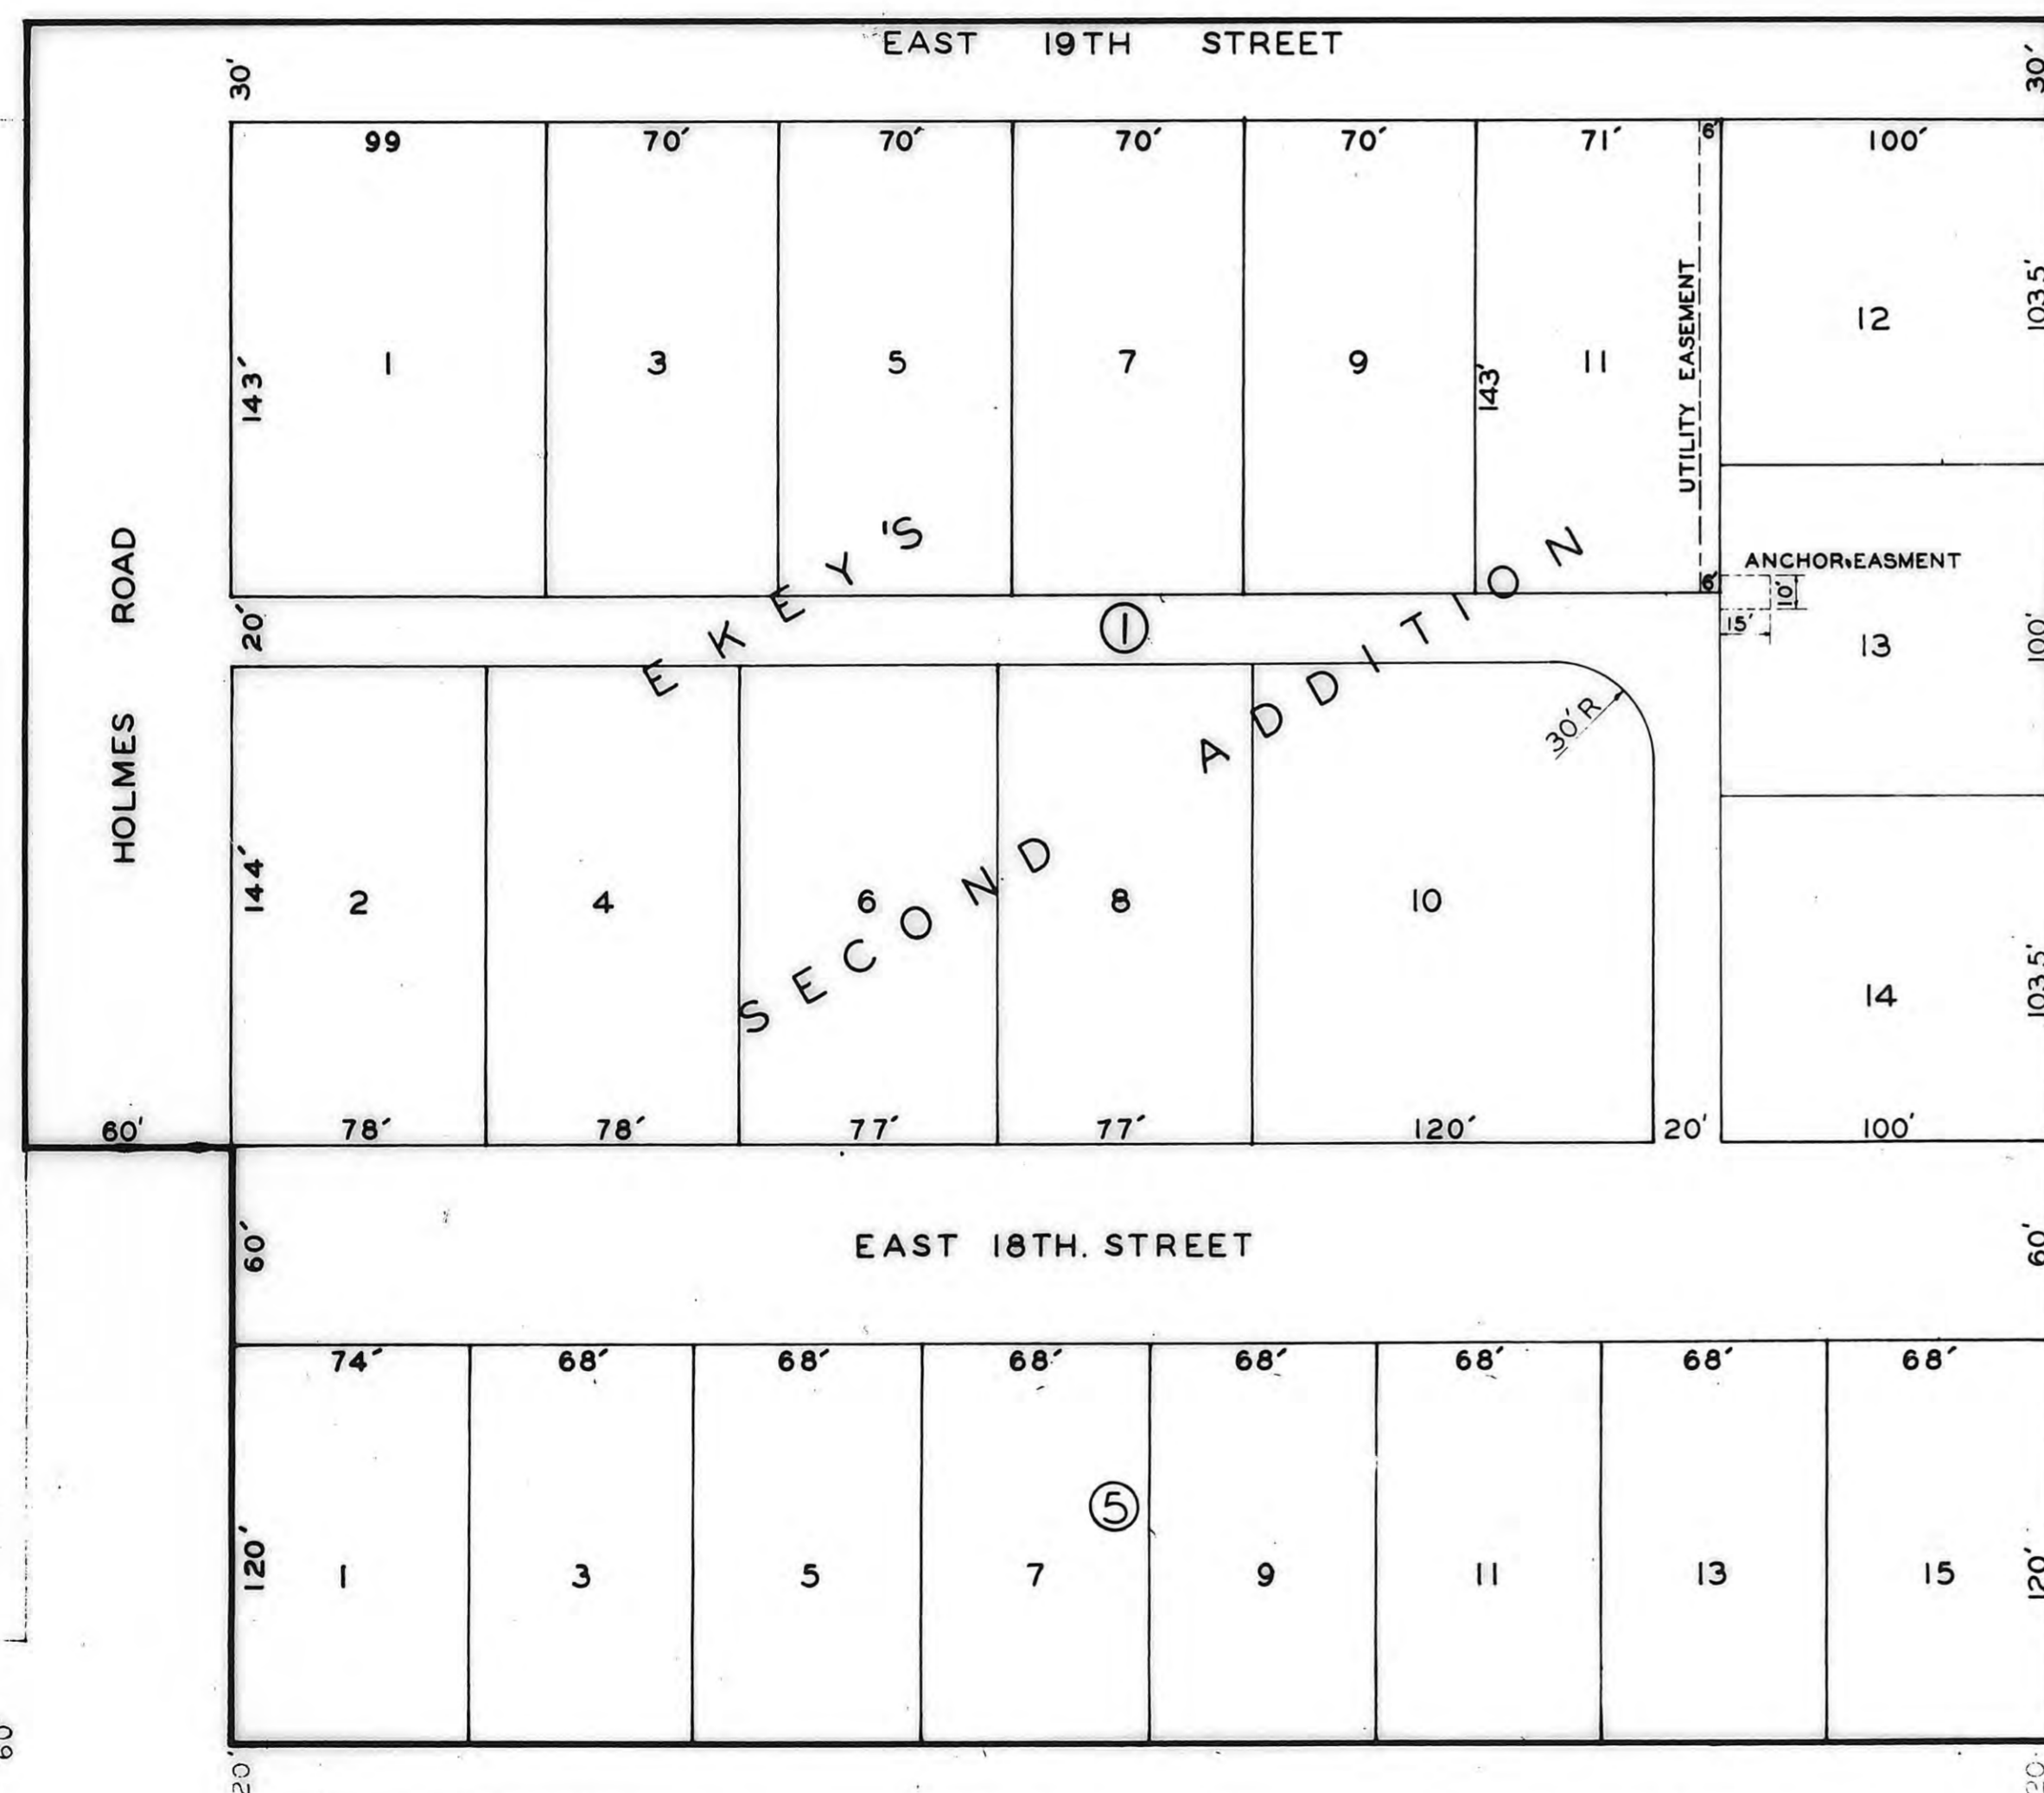 EAST 19TH STREET
30' 30'
99 70' 70' 70' 70' 71' 6' 100'
143' 143' 103.5'
UTILITY EASEMENT
1 3 5 7 9 11 12
HOLMES ROAD
EKEY'S SECOND ADDITION
ANCHOR EASMENT
6' 10' 15'
20' 1 13 100'
30' R
144' 2 4 6 8 10 14 103.5'
60' 78' 78' 77' 77' 120' 20' 100'
60' EAST 18TH. STREET 60'
74' 68' 68' 68' 68' 68' 68' 68'
5
120' 1 3 5 7 9 11 13 15 120'
60
20' 20'